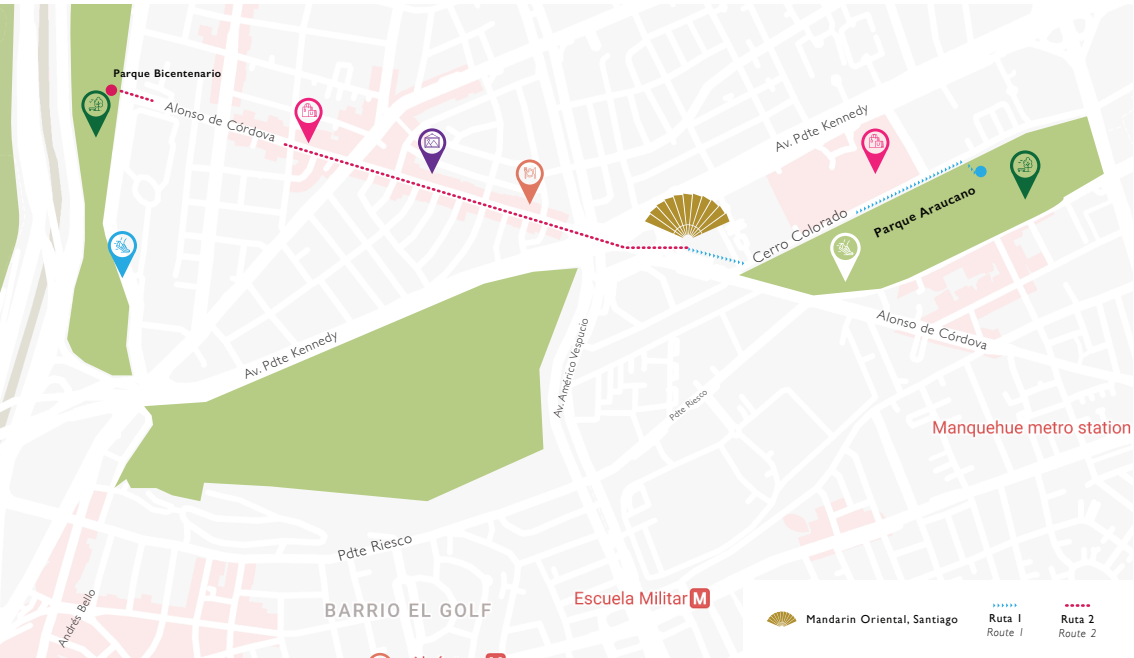 Parque Bicentenario
Alonso de Córdova
Av. Pdte Kennedy
Cerro Colorado
Parque Araucano
Alonso de Córdova
Av. Pdte Kennedy
Av. Américo Vespucio
Pdte Riesco
Manquehue metro station
Pdte Riesco
Andrés Bello
BARRIO EL GOLF
Escuela Militar M
Mandarin Oriental, Santiago
Ruta 1
Route 1
Ruta 2
Route 2